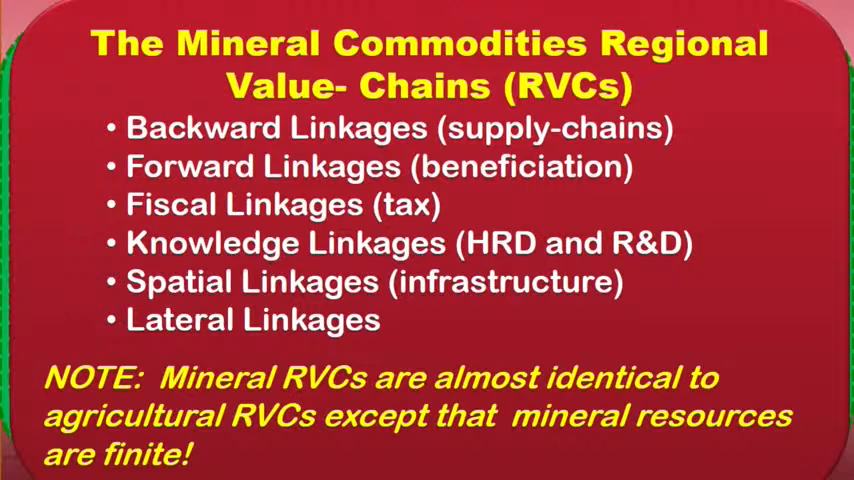 The Mineral Commodities Regional
Value- Chains (RVCs)
• Backward Linkages (supply-chains)
• Forward Linkages (beneficiation)
• Fiscal Linkages (tax)
• Knowledge Linkages (HRD and R&D)
• Spatial Linkages (infrastructure)
• Lateral Linkages
NOTE: Mineral RVCs are almost identical to
agricultural RVCs except that mineral resources
are finite!